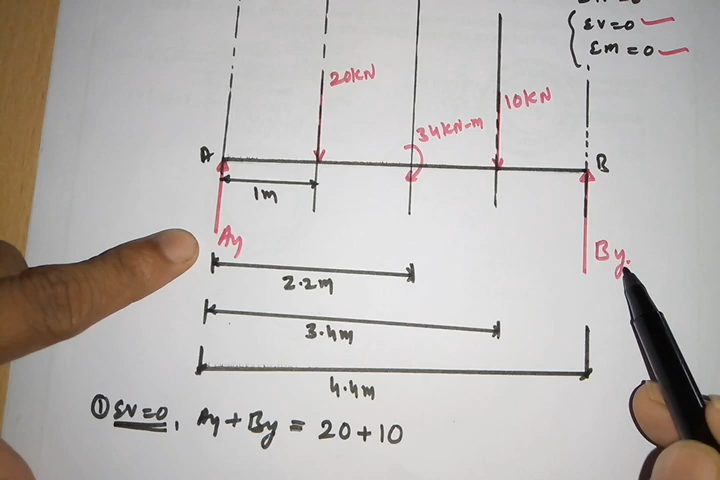 ΣV=0
ΣM=0
20KN
10KN
34KN-m
A
B
1m
Ay
By.
2.2m
3.4m
4.4m
① ΣV=0, Ay + By = 20+10